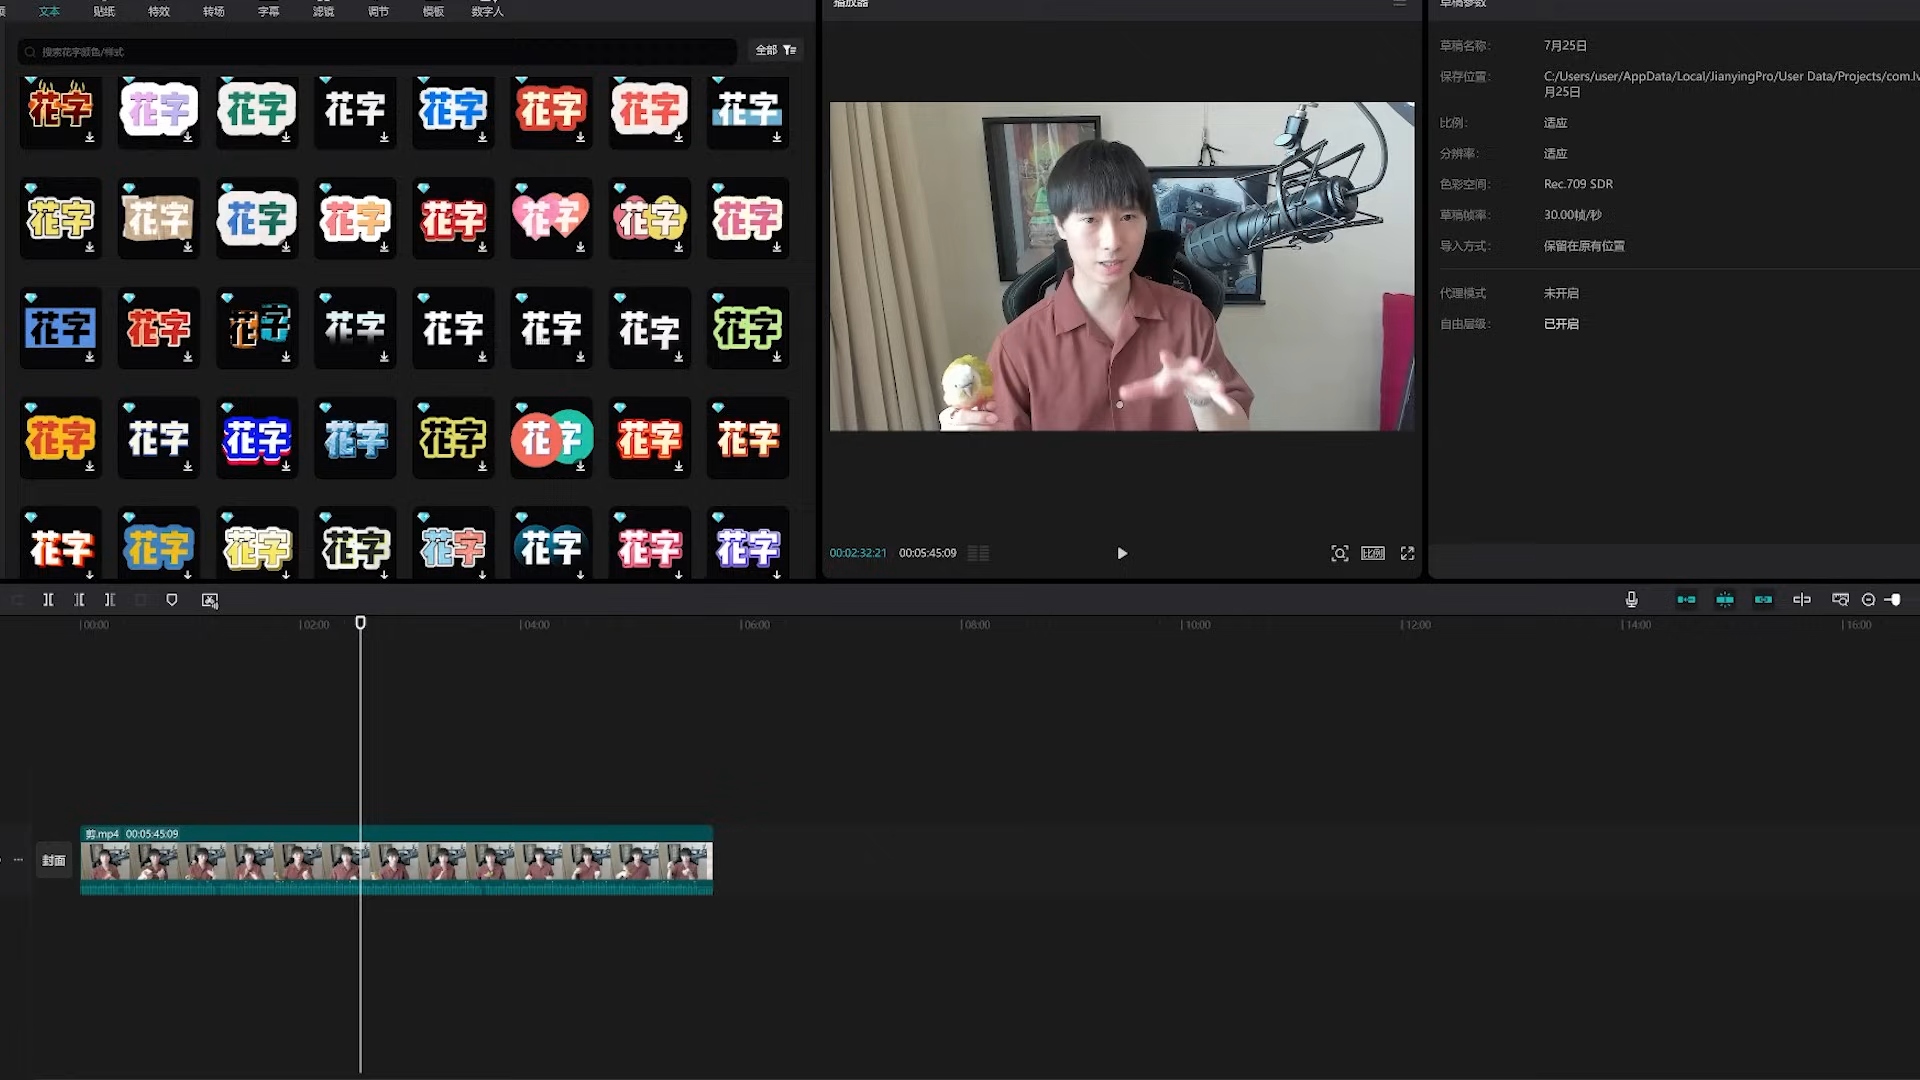 文本 贴纸 特效 转场 字幕 滤镜 调节 模板 数字人
播放器
草稿参数
搜索花字颜色/样式
全部
花字 花字 花字 花字 花字 花字 花字 花字
花字 花字 花字 花字 花字 花字 花字 花字
花字 花字 花字 花字 花字 花字 花字 花字
花字 花字 花字 花字 花字 花字 花字 花字
花字 花字 花字 花字 花字 花字 花字 花字
00:02:32:21 00:05:45:09
比例
草稿名称: 7月25日
保存位置: C:/Users/user/AppData/Local/JianyingPro/User Data/Projects/com.lv
月25日
比例: 适应
分辨率: 适应
色彩空间: Rec.709 SDR
草稿帧率: 30.00帧/秒
导入方式: 保留在原有位置
代理模式 未开启
自由层级: 已开启
00:00 02:00 04:00 06:00 08:00 10:00 12:00 14:00 16:00
剪.mp4 00:05:45:09
封面